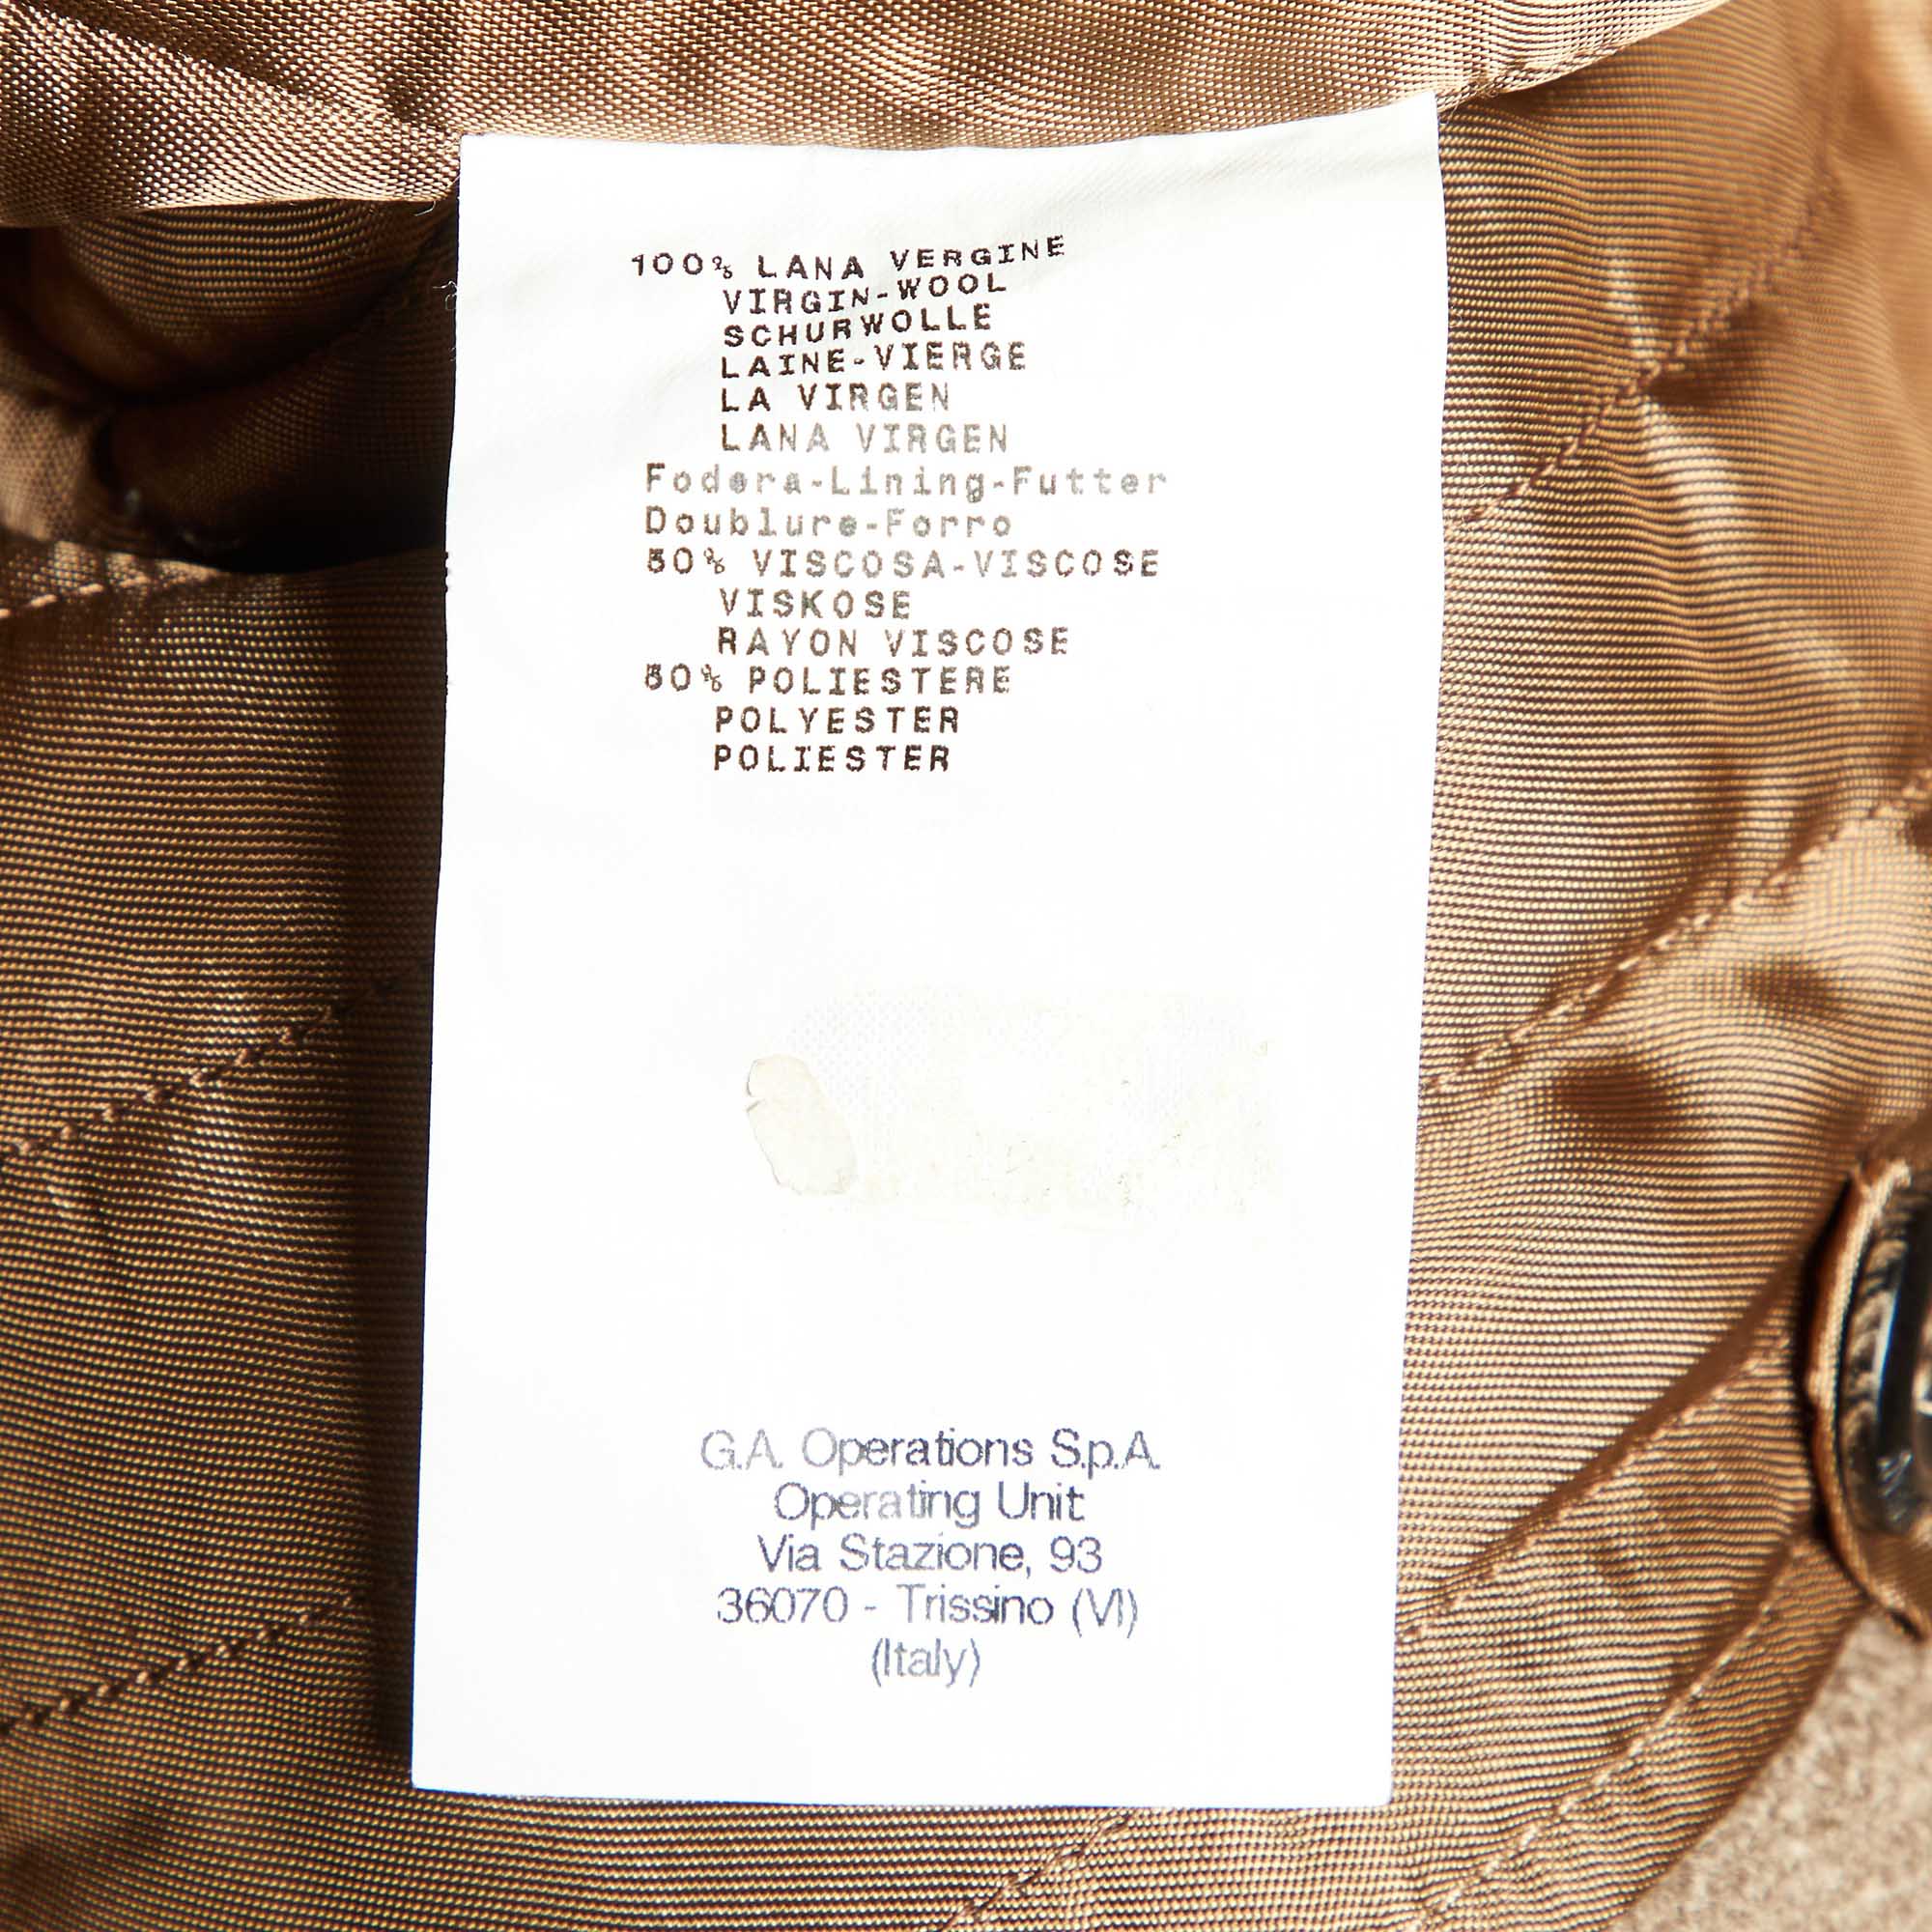 100% LANA VERGINE
VIRGIN-WOOL
SCHURWOLLE
LAINE-VIERGE
LA VIRGEN
LANA VIRGEN
Fodera-Lining-Futter
Doublure-Forro
50% VISCOSA-VISCOSE
VISKOSE
RAYON VISCOSE
50% POLIESTERE
POLYESTER
POLIESTER
G.A. Operations S.p.A.
Operating Unit
Via Stazione, 93
36070 - Trissino (VI)
(Italy)